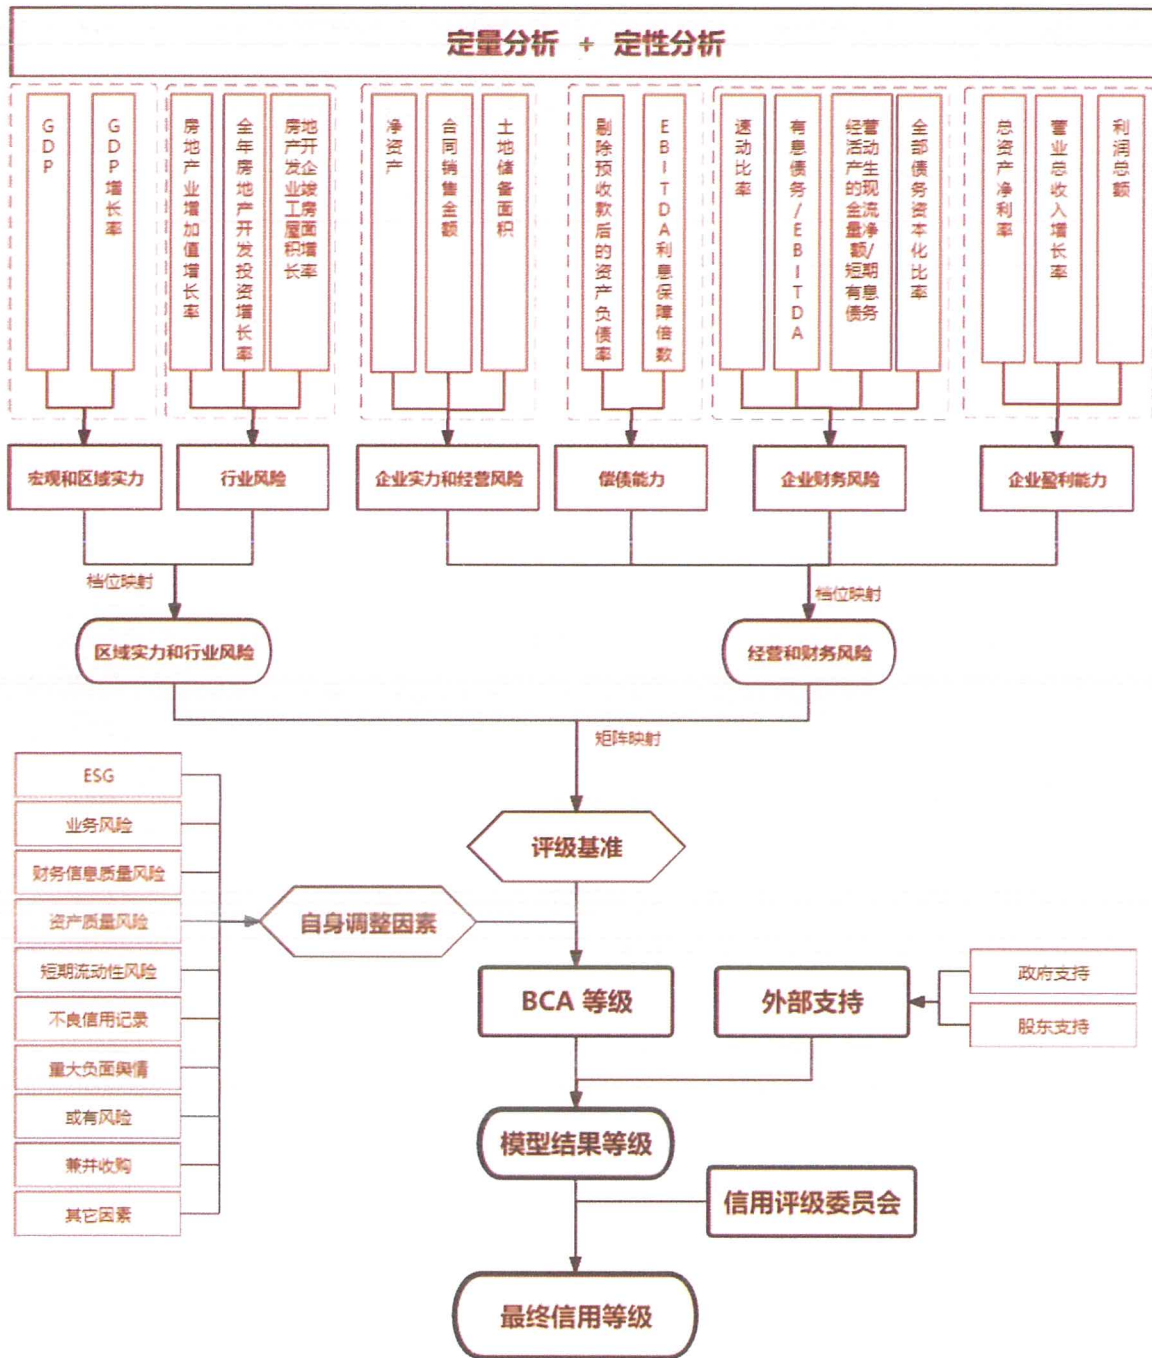 定量分析 + 定性分析
GDP
GDP增长率
房地产业增加值增长率
全年房地产开发投资增长率
房地产开发企业竣工房屋面积增长率
净资产
合同销售金额
土地储备面积
剔除预收款后的资产负债率
EBITDA利息保障倍数
速动比率
有息债务/EBITDA
经营活动产生的现金流量净额/短期有息债务
全部债务资本化比率
总资产净利率
营业总收入增长率
利润总额
宏观和区域实力
行业风险
企业实力和经营风险
偿债能力
企业财务风险
企业盈利能力
档位映射
档位映射
区域实力和行业风险
经营和财务风险
矩阵映射
ESG
业务风险
财务信息质量风险
资产质量风险
短期流动性风险
不良信用记录
重大负面舆情
或有风险
兼并收购
其它因素
评级基准
自身调整因素
BCA 等级
外部支持
政府支持
股东支持
模型结果等级
信用评级委员会
最终信用等级